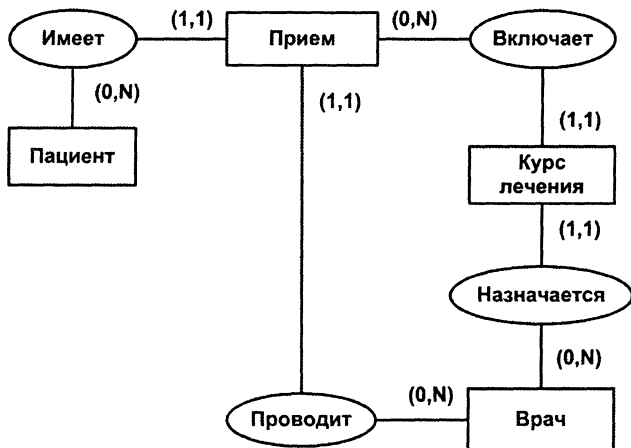 Имеет
(1,1)
Прием
(0,N)
Включает
(0,N)
(1,1)
(1,1)
Пациент
Курс
лечения
(1,1)
Назначается
(0,N)
Проводит
(0,N)
Врач